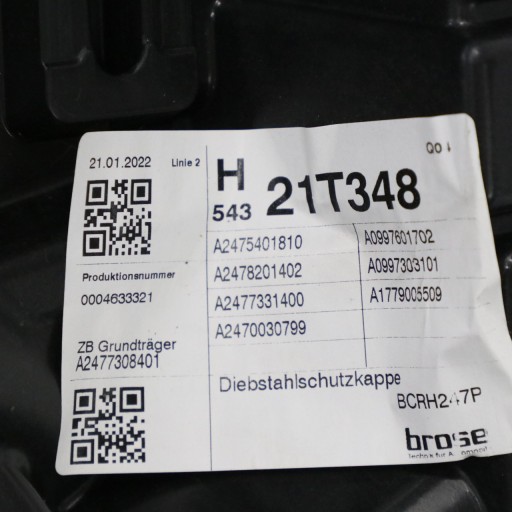 21.01.2022 Linie 2
H
543 21T348
A2475401810 A0997601702
A2478201402 A0997303101
A2477331400 A1779005509
A2470030799
Produktionsnummer
0004633321
ZB Grundträger
A2477308401
Diebstahlschutzkappe
BCRH247P
brose